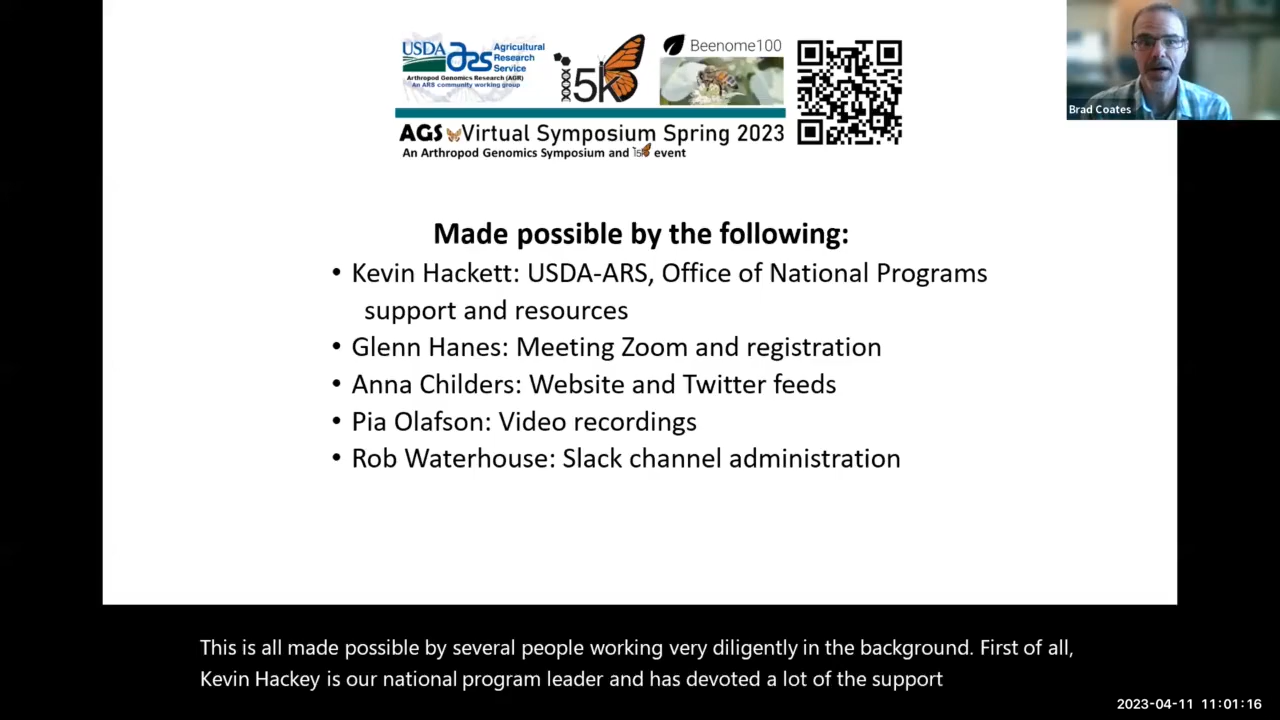 USDA ars Agricultural
Research
Service
Arthropod Genomics Research (AGR)
An ARS community working group
i5k
Beenome100
AGS Virtual Symposium Spring 2023
An Arthropod Genomics Symposium and i5k event
Brad Coates
Made possible by the following:
• Kevin Hackett: USDA-ARS, Office of National Programs
support and resources
• Glenn Hanes: Meeting Zoom and registration
• Anna Childers: Website and Twitter feeds
• Pia Olafson: Video recordings
• Rob Waterhouse: Slack channel administration
This is all made possible by several people working very diligently in the background. First of all,
Kevin Hackey is our national program leader and has devoted a lot of the support
2023-04-11 11:01:16